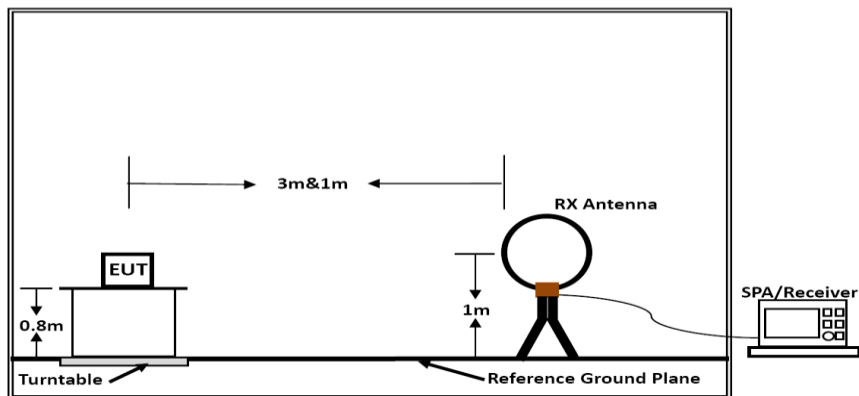 3m&1m
RX Antenna
EUT
SPA/Receiver
0.8m
1m
Turntable
Reference Ground Plane